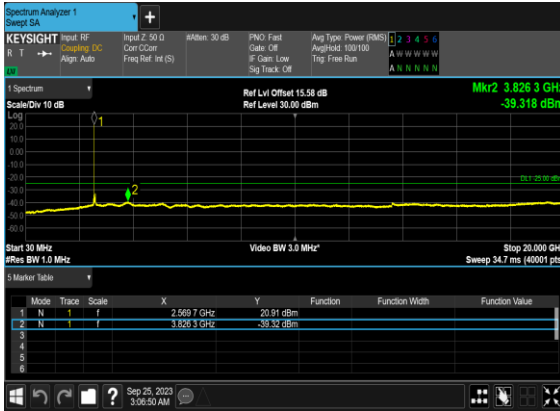 Spectrum Analyzer 1
Swept SA
+
KEYSIGHT Input: RF Input Z: 50 Ω #Atten: 30 dB PNO: Fast Avg Type: Power (RMS) 1 2 3 4 5 6
R T Coupling: DC Corr CCorr Gate: Off Avg|Hold: 100/100 A W W W W W
Align: Auto Freq Ref: Int (S) IF Gain: Low Trig: Free Run
Sig Track: Off A N N N N N
1 Spectrum Ref Lvl Offset 15.58 dB Mkr2 3.826 3 GHz
Scale/Div 10 dB Ref Level 30.00 dBm -39.318 dBm
Log
20.0
10.0
0.00
-10.0
-20.0
-30.0
-40.0
-50.0
-60.0
1
2
DL1 -25.00 dBm
Start 30 MHz Video BW 3.0 MHz* Stop 20.000 GHz
#Res BW 1.0 MHz Sweep 34.7 ms (40001 pts)
5 Marker Table
Mode Trace Scale X Y Function Function Width Function Value
1 N 1 f 2.569 7 GHz 20.91 dBm
2 N 1 f 3.826 3 GHz -39.32 dBm
3
4
5
6
? Sep 25, 2023
3:06:50 AM